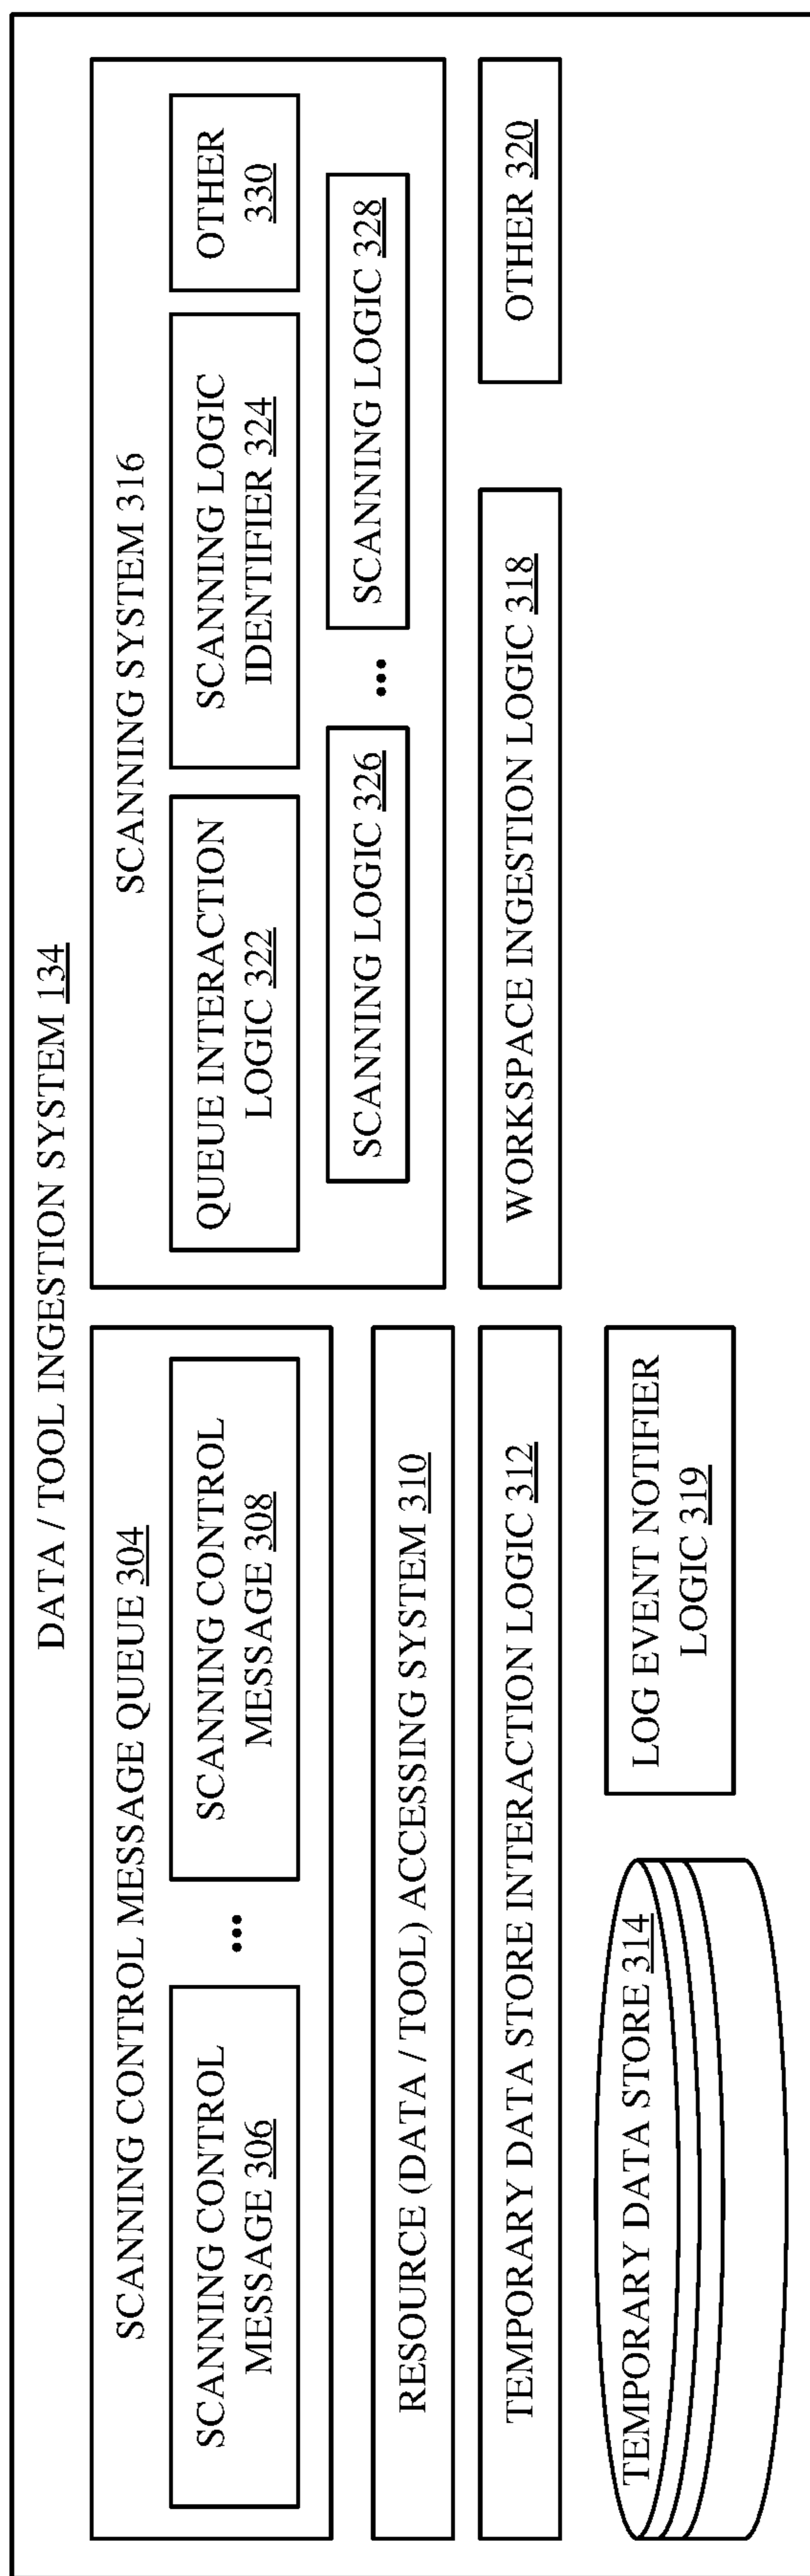 DATA / TOOL INGESTION SYSTEM 134
SCANNING CONTROL MESSAGE QUEUE 304
SCANNING CONTROL
MESSAGE 306
...
SCANNING CONTROL
MESSAGE 308
RESOURCE (DATA / TOOL) ACCESSING SYSTEM 310
TEMPORARY DATA STORE INTERACTION LOGIC 312
TEMPORARY DATA STORE 314
LOG EVENT NOTIFIER
LOGIC 319
SCANNING SYSTEM 316
QUEUE INTERACTION
LOGIC 322
SCANNING LOGIC
IDENTIFIER 324
OTHER
330
SCANNING LOGIC 326
...
SCANNING LOGIC 328
WORKSPACE INGESTION LOGIC 318
OTHER 320